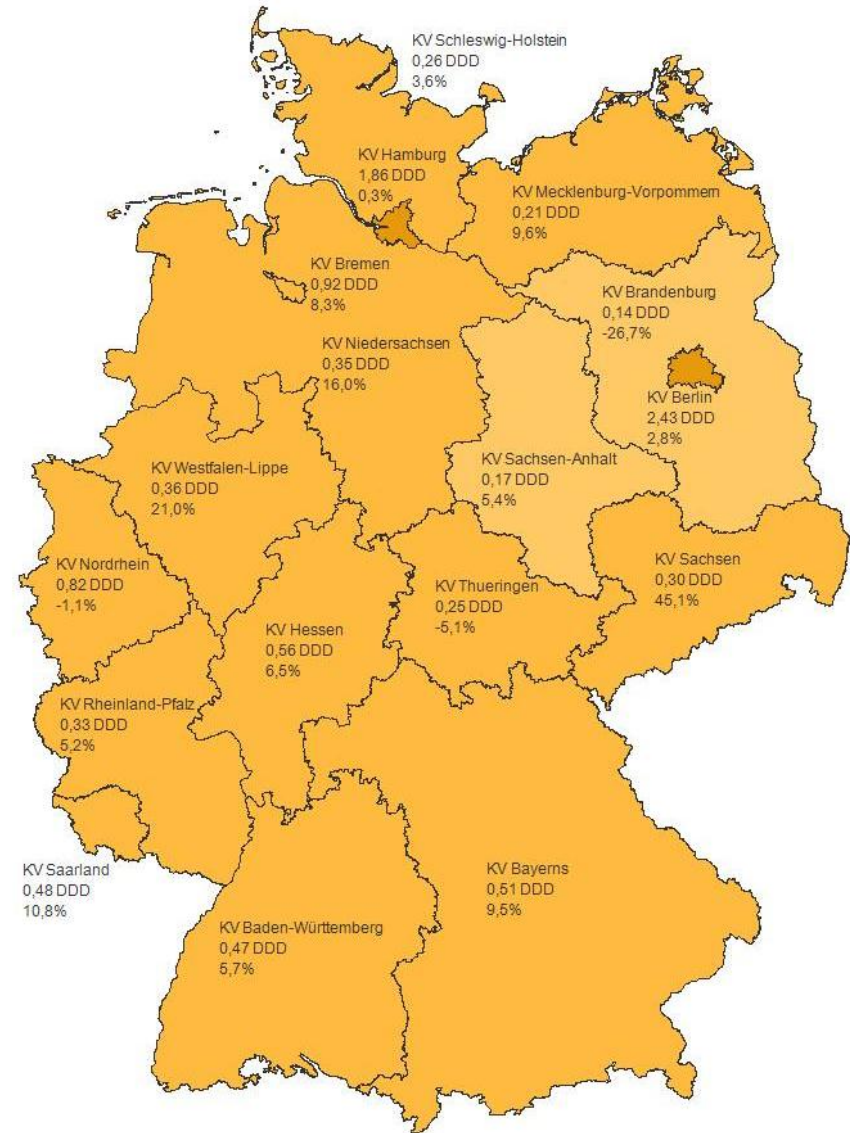 KV Schleswig-Holstein
0,26 DDD
3,6%
KV Hamburg
1,86 DDD
0,3%
KV Mecklenburg-Vorpommern
0,21 DDD
9,6%
KV Bremen
0,92 DDD
8,3%
KV Brandenburg
0,14 DDD
-26,7%
KV Niedersachsen
0,35 DDD
16,0%
KV Berlin
2,43 DDD
2,8%
KV Westfalen-Lippe
0,36 DDD
21,0%
KV Sachsen-Anhalt
0,17 DDD
5,4%
KV Nordrhein
0,82 DDD
-1,1%
KV Thueringen
0,25 DDD
-5,1%
KV Sachsen
0,30 DDD
45,1%
KV Hessen
0,56 DDD
6,5%
KV Rheinland-Pfalz
0,33 DDD
5,2%
KV Saarland
0,48 DDD
10,8%
KV Bayerns
0,51 DDD
9,5%
KV Baden-Württemberg
0,47 DDD
5,7%